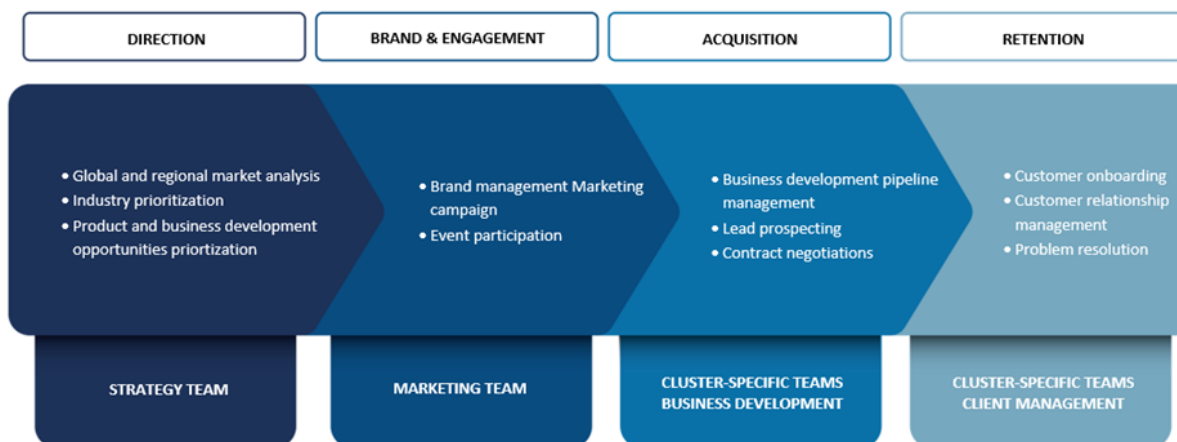 DIRECTION
BRAND & ENGAGEMENT
ACQUISITION
RETENTION
• Global and regional market analysis
• Industry prioritization
• Product and business development
opportunities priortization
• Brand management Marketing
campaign
• Event participation
• Business development pipeline
management
• Lead prospecting
• Contract negotiations
• Customer onboarding
• Customer relationship
management
• Problem resolution
STRATEGY TEAM
MARKETING TEAM
CLUSTER-SPECIFIC TEAMS
BUSINESS DEVELOPMENT
CLUSTER-SPECIFIC TEAMS
CLIENT MANAGEMENT